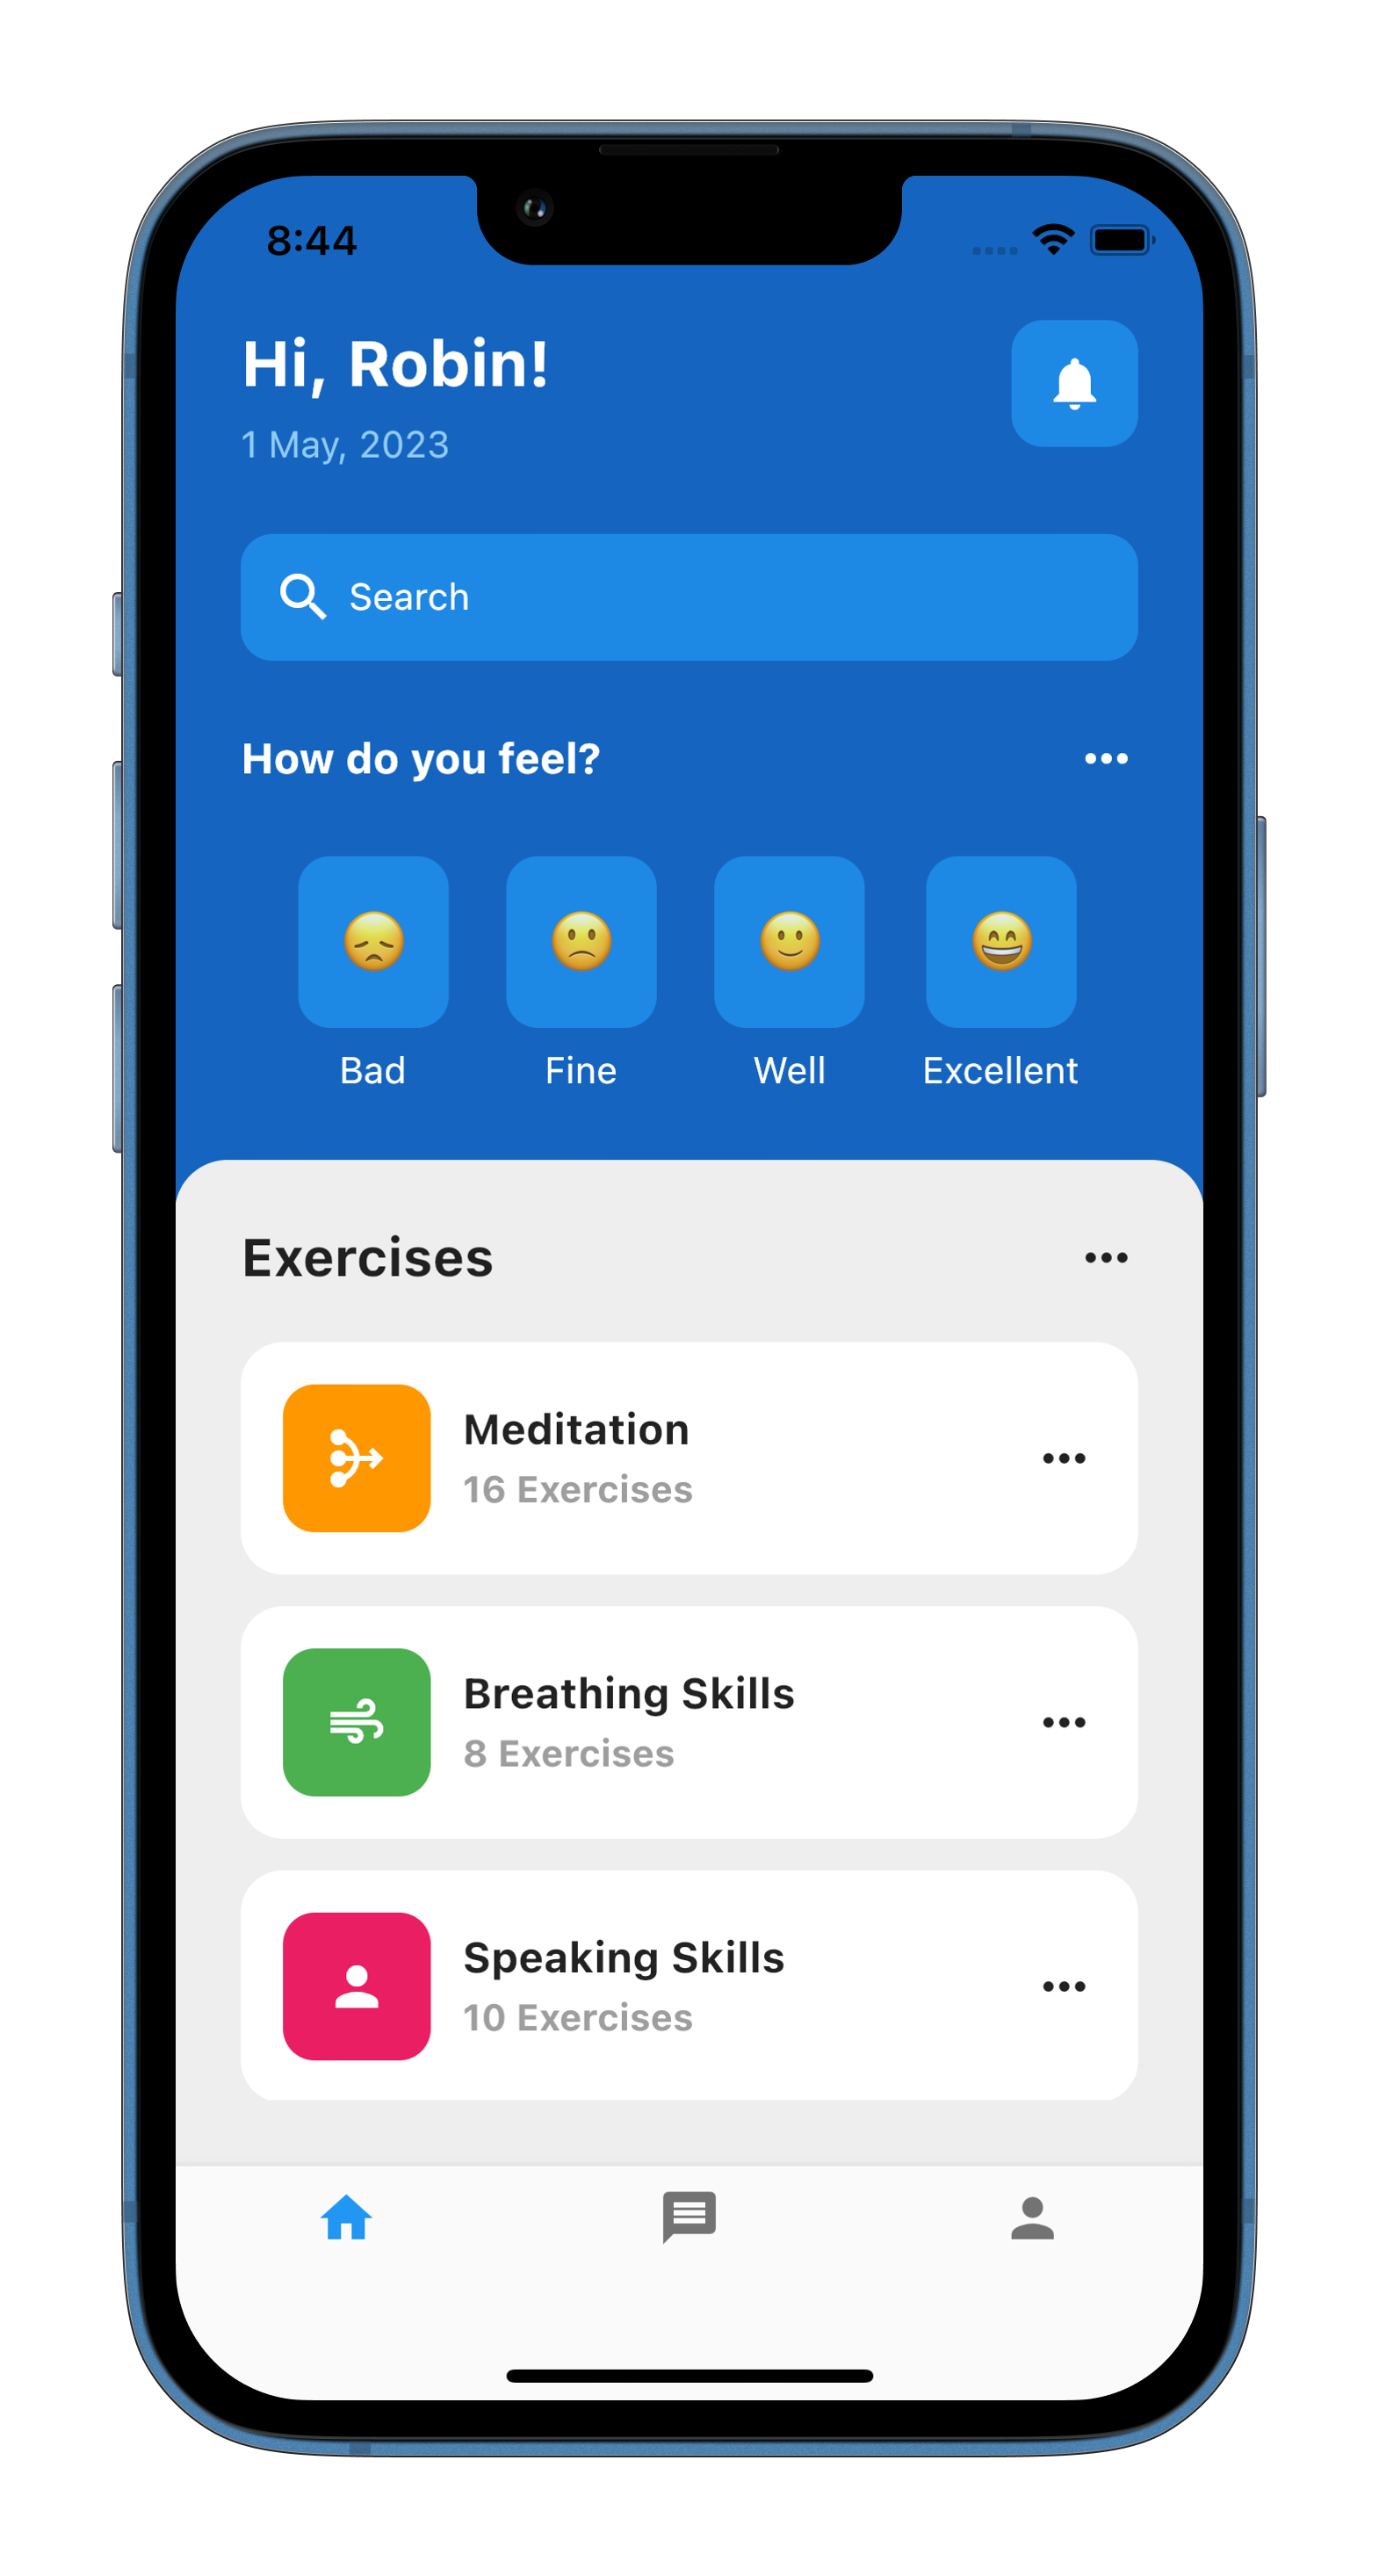 8:44
Hi, Robin!
1 May, 2023
Search
How do you feel?
Bad
Fine
Well
Excellent
Exercises
Meditation
16 Exercises
Breathing Skills
8 Exercises
Speaking Skills
10 Exercises